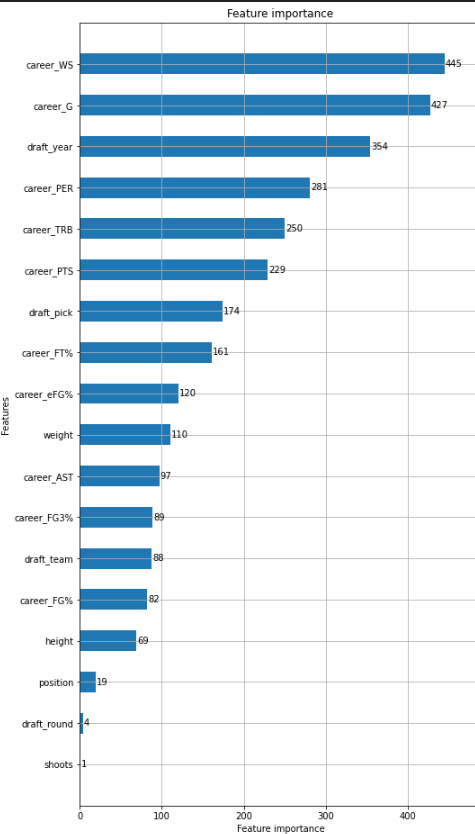 Feature importance
career_WS 445
career_G 427
draft_year 354
career_PER 281
career_TRB 250
career_PTS 229
draft_pick 174
career_FT% 161
career_eFG% 120
weight 110
career_AST 97
career_FG3% 89
draft_team 88
career_FG% 82
height 69
position 19
draft_round 4
shoots 1
Features
0 100 200 300 400
Feature importance